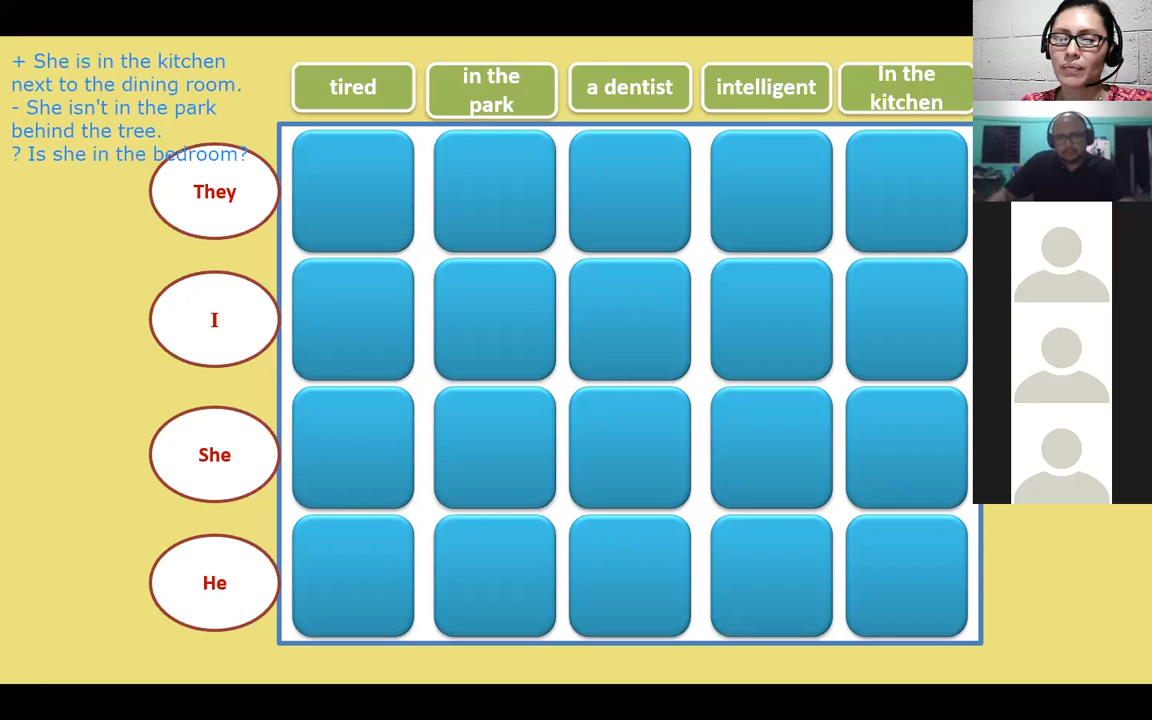 + She is in the kitchen
next to the dining room.
- She isn't in the park
behind the tree.
? Is she in the bedroom?
tired
in the
park
a dentist
intelligent
In the
kitchen
They
I
She
He